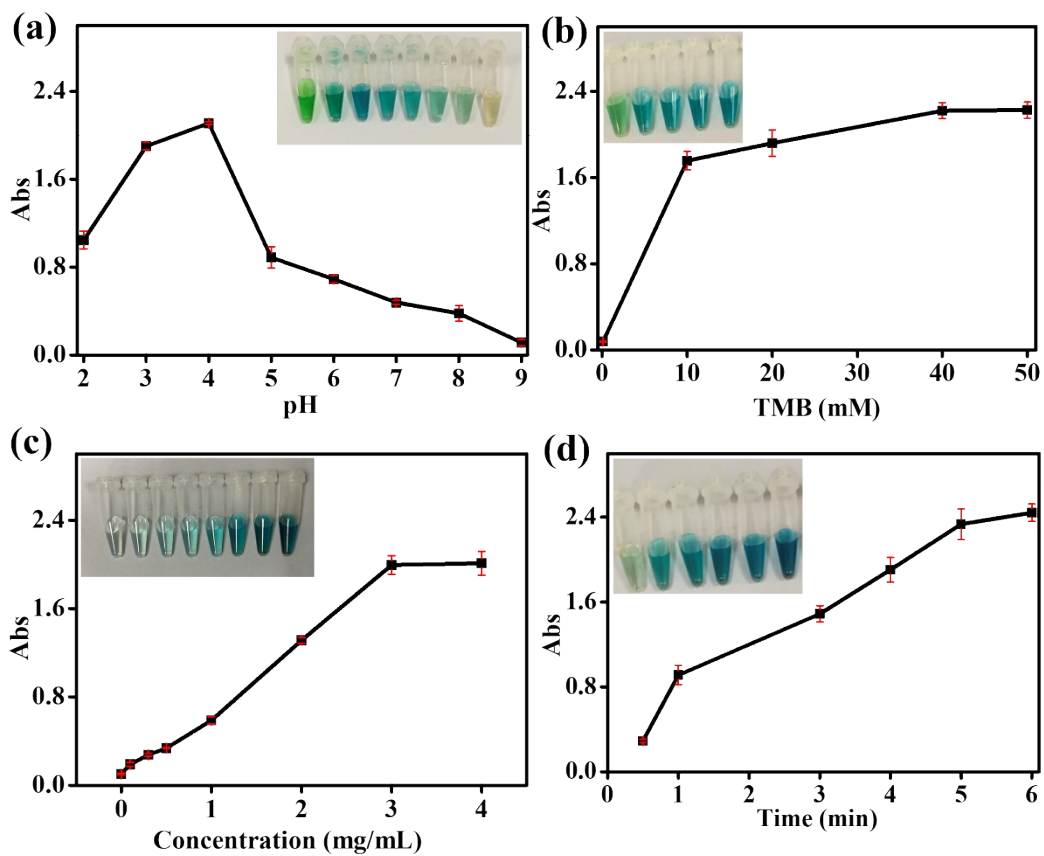 (a)
Abs
2.4
1.6
0.8
0.0
2 3 4 5 6 7 8 9
pH
(b)
Abs
2.4
1.6
0.8
0.0
0 10 20 30 40 50
TMB (mM)
(c)
Abs
2.4
1.6
0.8
0.0
0 1 2 3 4
Concentration (mg/mL)
(d)
Abs
2.4
1.6
0.8
0.0
0 1 2 3 4 5 6
Time (min)